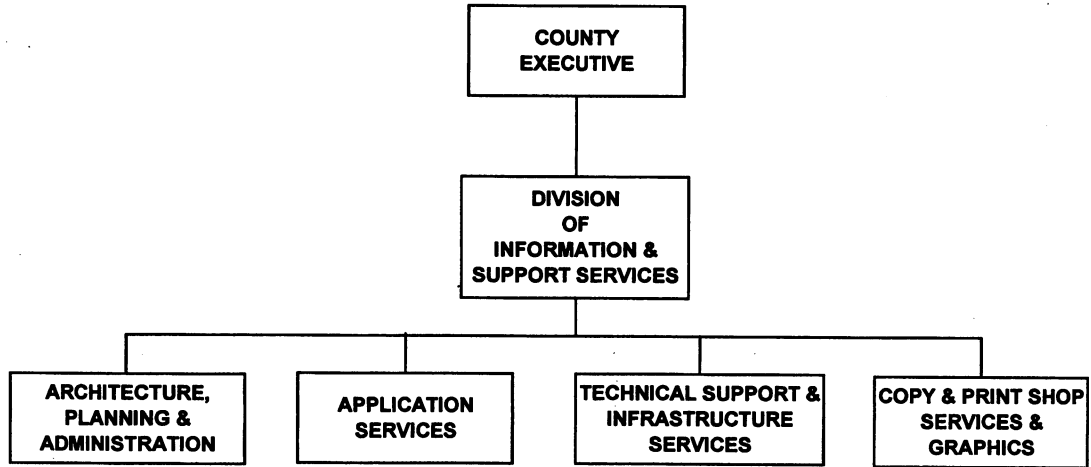 COUNTY
EXECUTIVE
DIVISION
OF
INFORMATION &
SUPPORT SERVICES
ARCHITECTURE,
PLANNING &
ADMINISTRATION
APPLICATION
SERVICES
TECHNICAL SUPPORT &
INFRASTRUCTURE
SERVICES
COPY & PRINT SHOP
SERVICES &
GRAPHICS